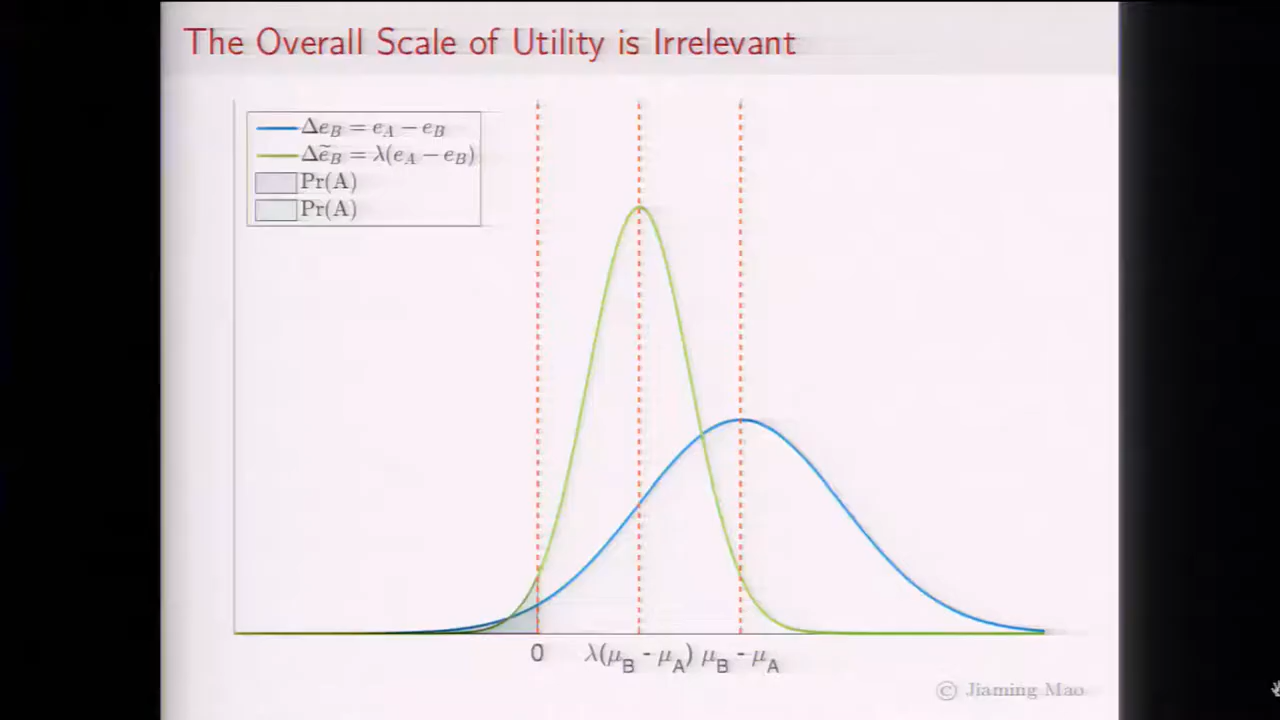 The Overall Scale of Utility is Irrelevant
Δe_B = e_A − e_B
Δẽ_B = λ(e_A − e_B)
Pr(A)
Pr(A)
0 λ(μ_B - μ_A) μ_B - μ_A
© Jiaming Mao